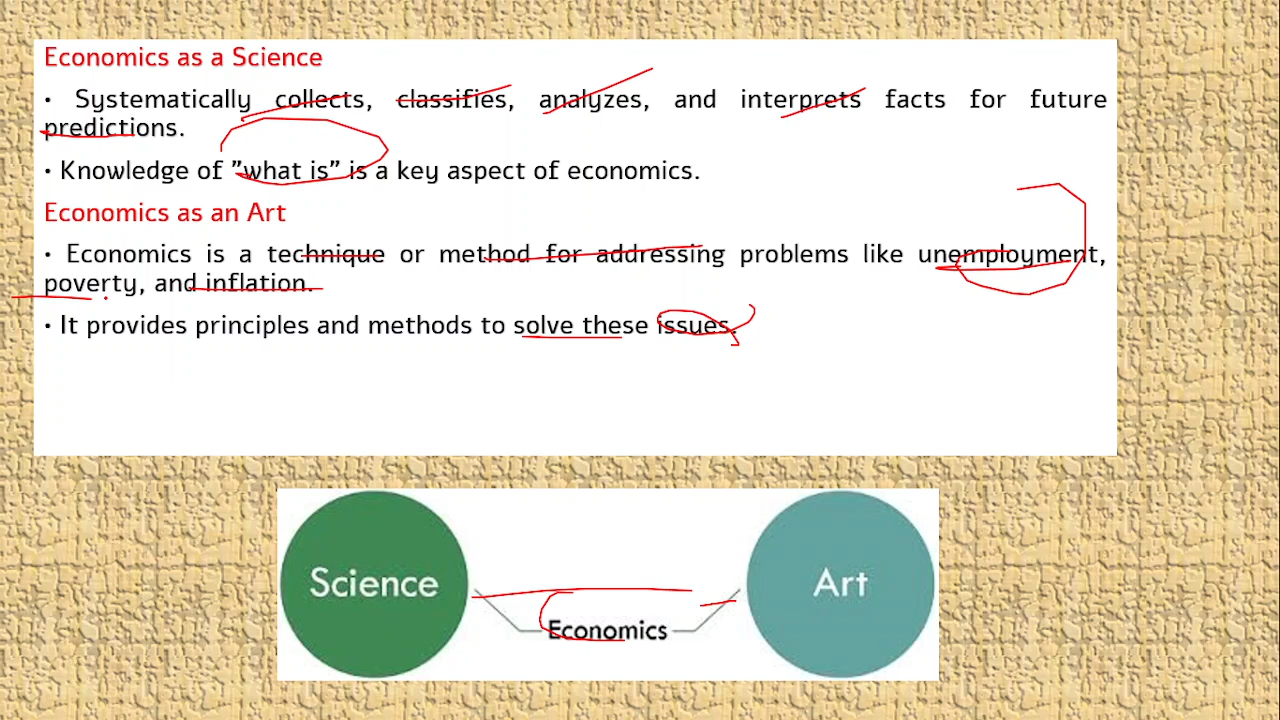 Economics as a Science
• Systematically collects, classifies, analyzes, and interprets facts for future
predictions.
• Knowledge of ”what is” is a key aspect of economics.
Economics as an Art
• Economics is a technique or method for addressing problems like unemployment,
poverty, and inflation.
• It provides principles and methods to solve these issues.
Science
Economics
Art